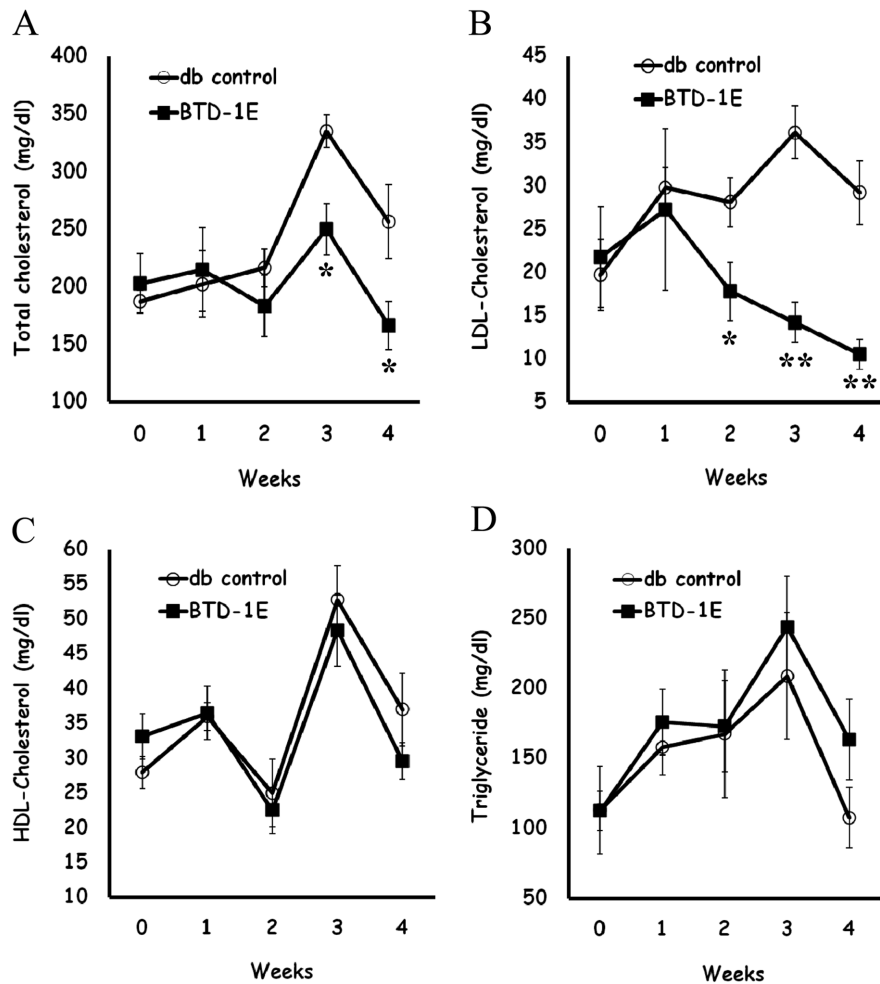 A
400
350
300
250
200
150
100
Total cholesterol (mg/dl)
db control
BTD-1E
*
*
0 1 2 3 4
Weeks
B
45
40
35
30
25
20
15
10
5
LDL-Cholesterol (mg/dl)
db control
BTD-1E
*
**
**
0 1 2 3 4
Weeks
C
60
55
50
45
40
35
30
25
20
15
10
HDL-Cholesterol (mg/dl)
db control
BTD-1E
0 1 2 3 4
Weeks
D
300
250
200
150
100
50
Triglyceride (mg/dl)
db control
BTD-1E
0 1 2 3 4
Weeks